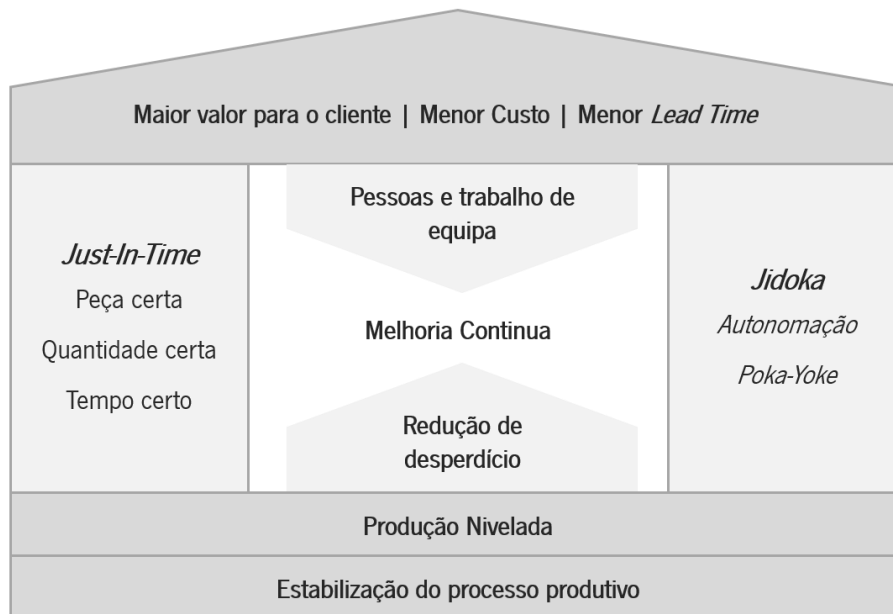 Maior valor para o cliente | Menor Custo | Menor Lead Time
Just-In-Time
Peça certa
Quantidade certa
Tempo certo
Pessoas e trabalho de
equipa
Melhoria Continua
Redução de
desperdício
Jidoka
Autonomação
Poka-Yoke
Produção Nivelada
Estabilização do processo produtivo